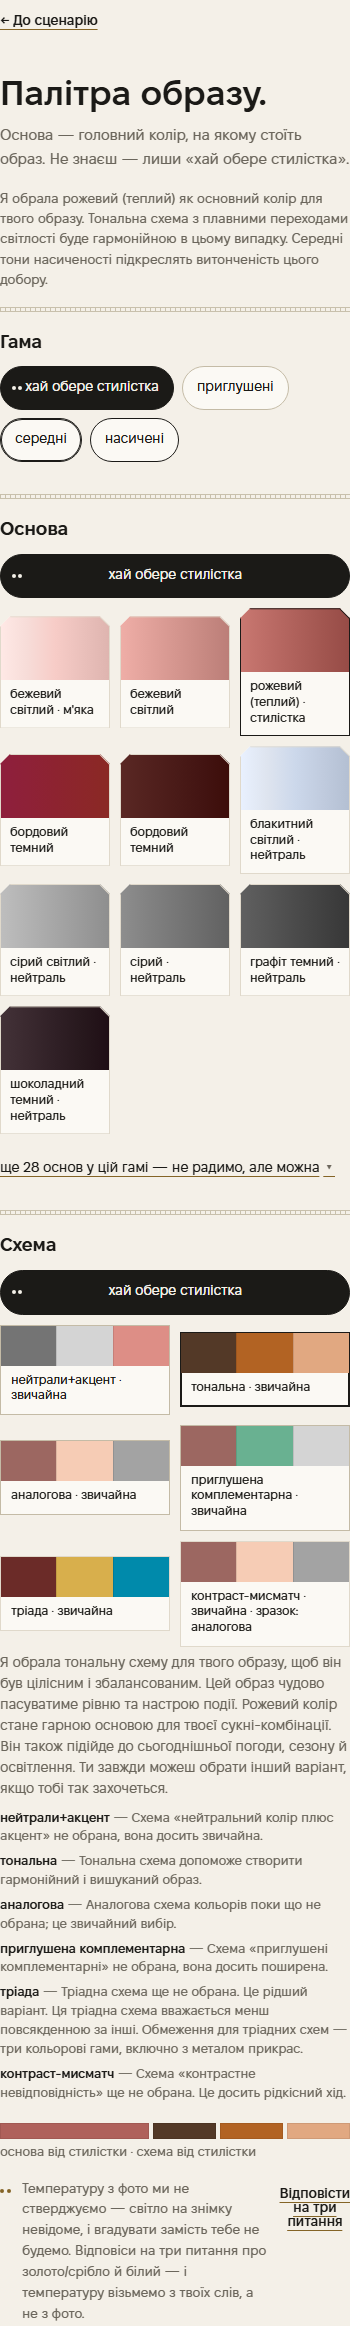 ← До сценарію
Палітра образу.
Основа — головний колір, на якому стоїть
образ. Не знаєш — лиши «хай обере стилістка».
Я обрала рожевий (теплий) як основний колір для
твого образу. Тональна схема з плавними переходами
світлості буде гармонійною в цьому випадку. Середні
тони насиченості підкреслять витонченість цього
добору.
Гама
хай обере стилістка
приглушені
середні
насичені
Основа
хай обере стилістка
бежевий
світлий · м'яка
бежевий
світлий
рожевий
(теплий) ·
стилістка
бордовий
темний
бордовий
темний
блакитний
світлий ·
нейтраль
сірий світлий ·
нейтраль
сірий ·
нейтраль
графіт темний ·
нейтраль
шоколадний
темний ·
нейтраль
ще 28 основ у цій гамі — не радимо, але можна ▾
Схема
хай обере стилістка
нейтрали+акцент ·
звичайна
тональна · звичайна
аналогова · звичайна
приглушена
комплементарна ·
звичайна
тріада · звичайна
контраст-мисматч ·
звичайна · зразок:
аналогова
Я обрала тональну схему для твого образу, щоб він
був цілісним і збалансованим. Цей образ чудово
пасуватиме рівню та настрою події. Рожевий колір
стане гарною основою для твоєї сукні-комбінації.
Він також підійде до сьогоднішньої погоди, сезону й
освітлення. Ти завжди можеш обрати інший варіант,
якщо тобі так захочеться.
нейтрали+акцент — Схема «нейтральний колір плюс
акцент» не обрана, вона досить звичайна.
тональна — Тональна схема допоможе створити
гармонійний і вишуканий образ.
аналогова — Аналогова схема кольорів поки що не
обрана; це звичайний вибір.
приглушена комплементарна — Схема «приглушені
комплементарні» не обрана, вона досить поширена.
тріада — Тріадна схема ще не обрана. Це рідший
варіант. Ця тріадна схема вважається менш
повсякденною за інші. Обмеження для тріадних схем —
три кольорові гами, включно з металом прикрас.
контраст-мисматч — Схема «контрастне
невідповідність» ще не обрана. Це досить рідкісний хід.
основа від стилістки · схема від стилістки
Температуру з фото ми не
стверджуємо — світло на знімку
невідоме, і вгадувати замість тебе не
будемо. Відповіси на три питання про
золото/срібло й білий — і
температуру візьмемо з твоїх слів, а
не з фото.
Відповісти
на три
питання